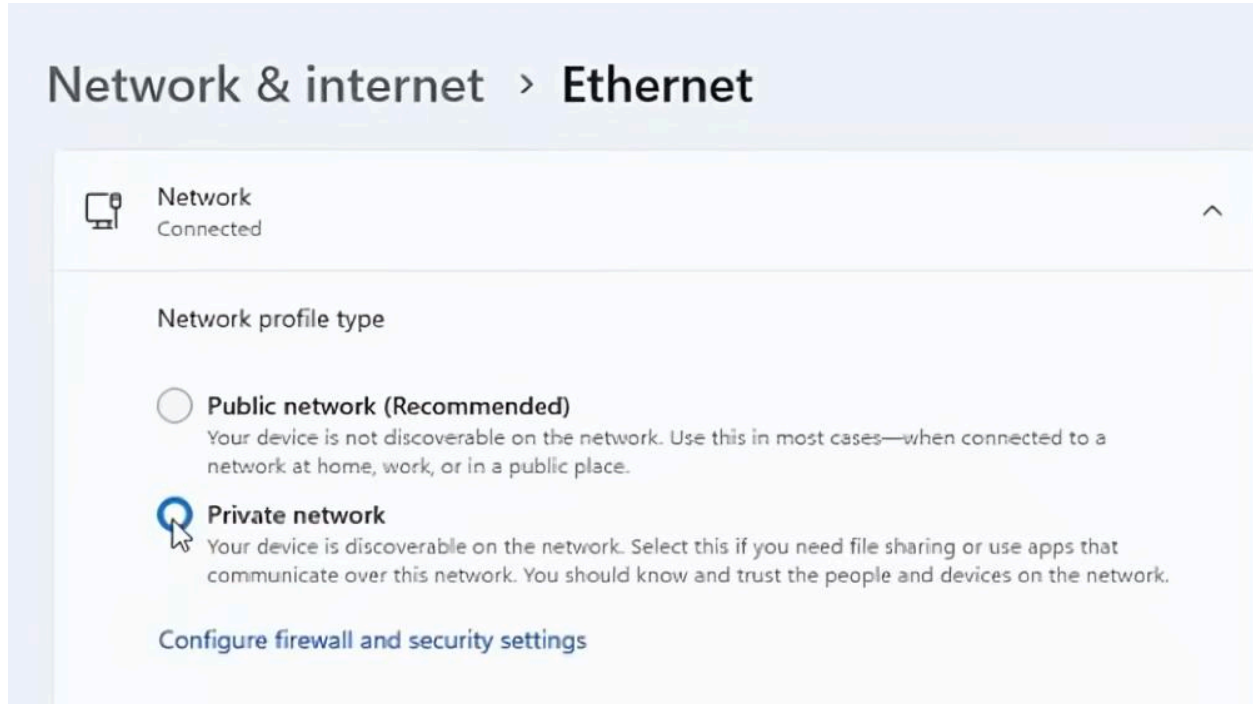 Network & internet > Ethernet
Network
Connected
Network profile type
Public network (Recommended)
Your device is not discoverable on the network. Use this in most cases—when connected to a
network at home, work, or in a public place.
Private network
Your device is discoverable on the network. Select this if you need file sharing or use apps that
communicate over this network. You should know and trust the people and devices on the network.
Configure firewall and security settings